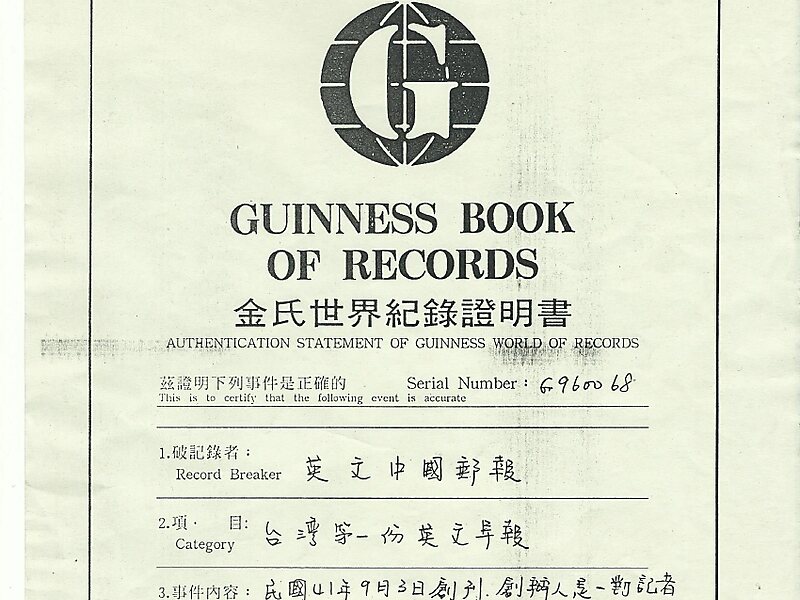 G
GUINNESS BOOK
OF RECORDS
金氏世界紀錄證明書
AUTHENTICATION STATEMENT OF GUINNESS WORLD OF RECORDS
茲證明下列事件是正確的 Serial Number : G960068
This is to certify that the following event is accurate
1.破記錄者： 英文中國郵報
Record Breaker
2.項 目: 台灣第一份英文早報
Category
3.事件內容： 民國41年9月3日創刊.創辦人是一對記者